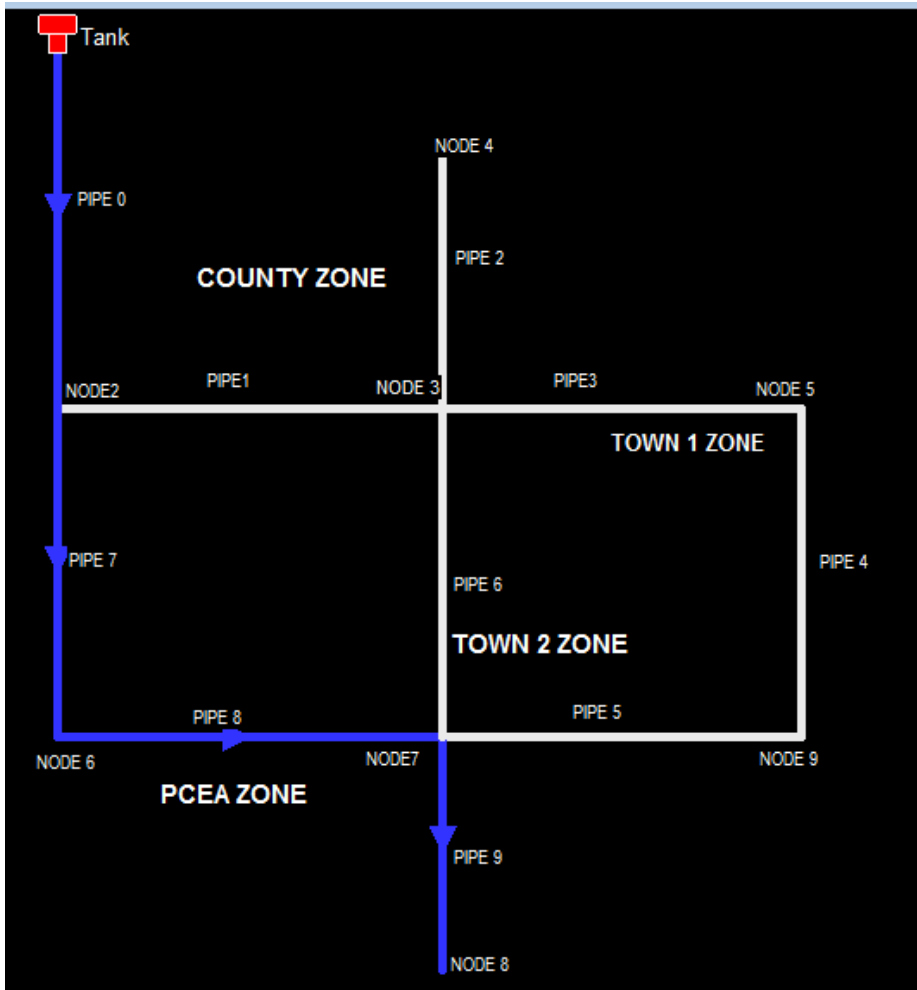 Tank
NODE 4
PIPE 0
PIPE 2
COUNTY ZONE
PIPE1
PIPE3
NODE2
NODE 3
NODE 5
TOWN 1 ZONE
PIPE 7
PIPE 6
PIPE 4
TOWN 2 ZONE
PIPE 8
PIPE 5
NODE 6
NODE7
NODE 9
PCEA ZONE
PIPE 9
NODE 8